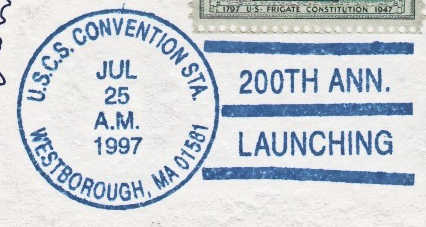 1797 U·S· FRIGATE CONSTITUTION 1947
U.S.C.S. CONVENTION STA.
JUL
25
A.M.
1997
WESTBOROUGH, MA 01581
200TH ANN.
LAUNCHING